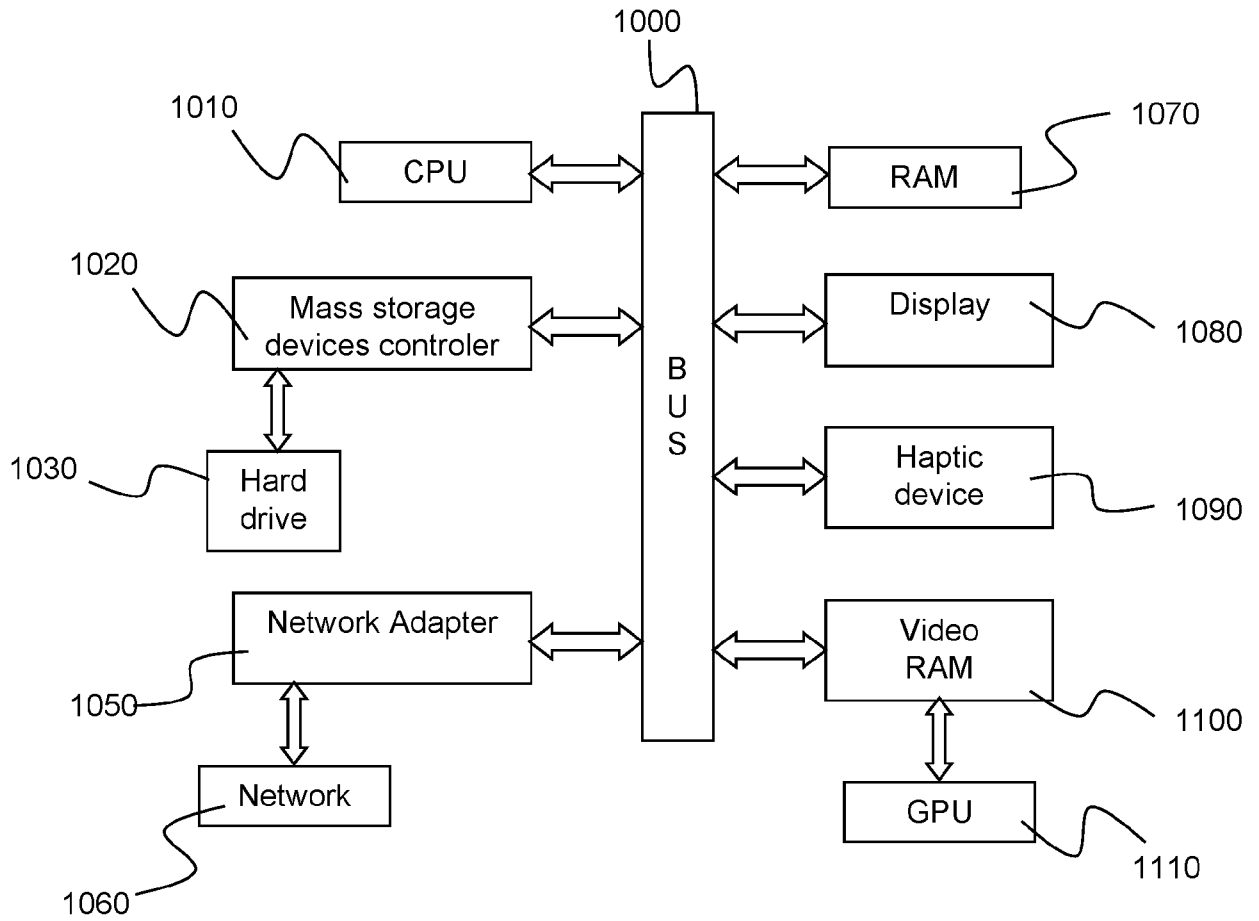 1000
1010
CPU
1070
RAM
1020
Mass storage
devices controler
Display
1080
B
U
S
1030
Hard
drive
Haptic
device
1090
Network Adapter
1050
Video
RAM
1100
Network
1060
GPU
1110